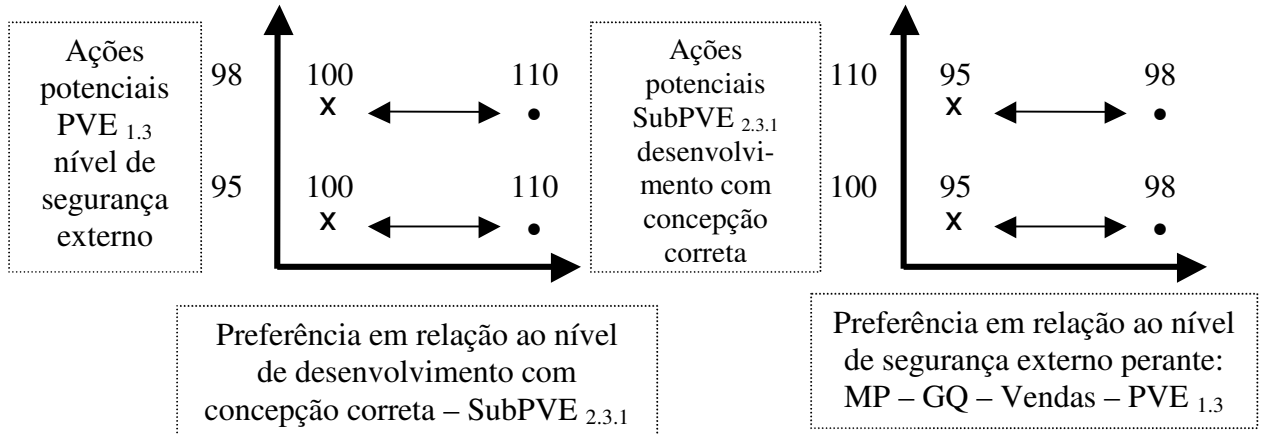 Ações
potenciais
PVE 1.3
nível de
segurança
externo
98
100
110
X
•
95
100
110
X
•
Preferência em relação ao nível
de desenvolvimento com
concepção correta – SubPVE 2.3.1
Ações
potenciais
SubPVE 2.3.1
desenvolvi-
mento com
concepção
correta
110
95
98
X
•
100
95
98
X
•
Preferência em relação ao nível
de segurança externo perante:
MP – GQ – Vendas – PVE 1.3